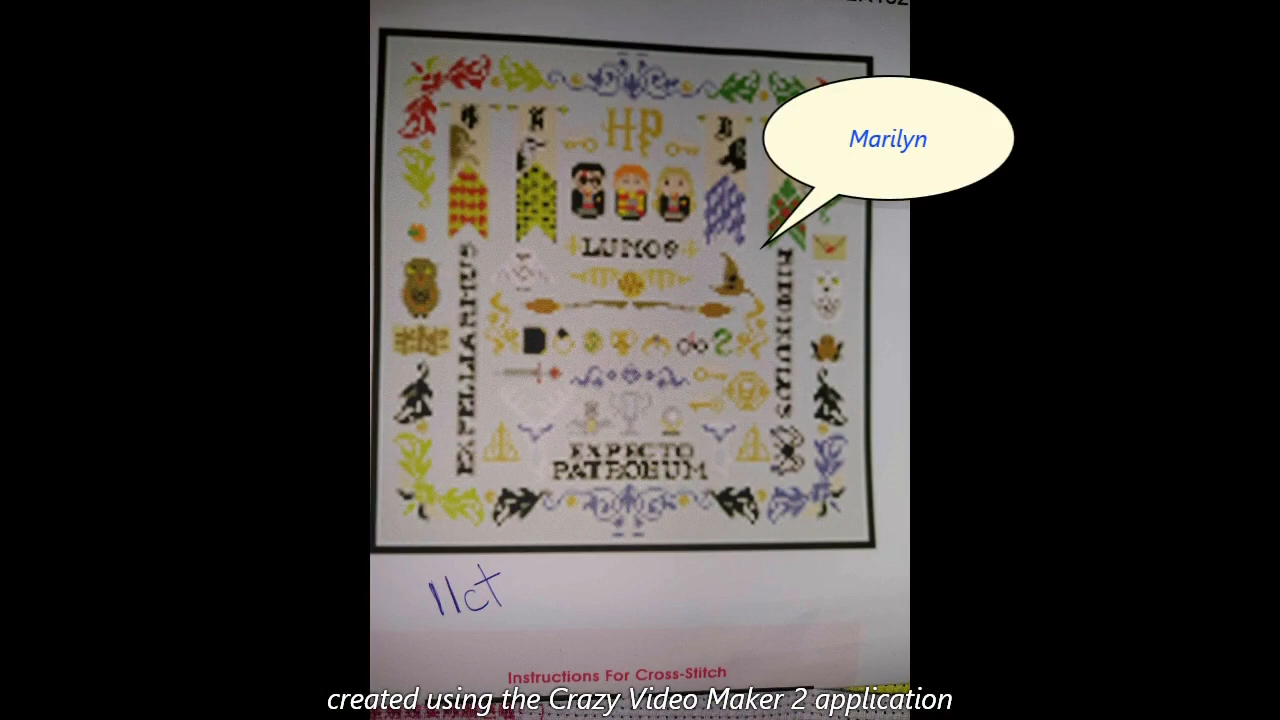 Marilyn
HP
LUMOS
EXPELLIARMUS
RIDDIKULUS
EXPECTO
PATRONUM
11ct
Instructions For Cross-Stitch
created using the Crazy Video Maker 2 application